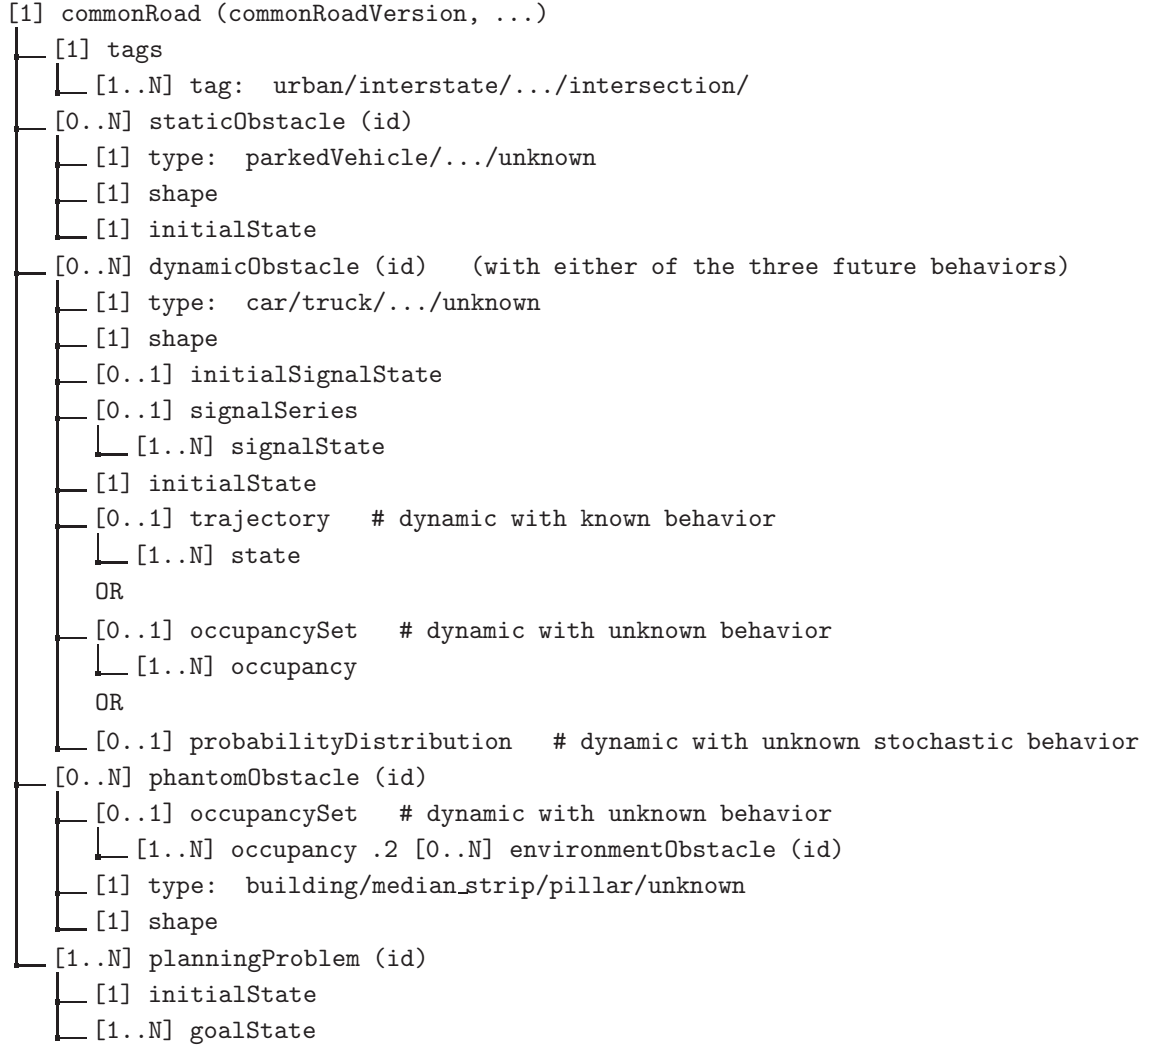 [1] commonRoad (commonRoadVersion, ...)
[1] tags
[1..N] tag: urban/interstate/.../intersection/
[0..N] staticObstacle (id)
[1] type: parkedVehicle/.../unknown
[1] shape
[1] initialState
[0..N] dynamicObstacle (id) (with either of the three future behaviors)
[1] type: car/truck/.../unknown
[1] shape
[0..1] initialSignalState
[0..1] signalSeries
[1..N] signalState
[1] initialState
[0..1] trajectory # dynamic with known behavior
[1..N] state
OR
[0..1] occupancySet # dynamic with unknown behavior
[1..N] occupancy
OR
[0..1] probabilityDistribution # dynamic with unknown stochastic behavior
[0..N] phantomObstacle (id)
[0..1] occupancySet # dynamic with unknown behavior
[1..N] occupancy .2 [0..N] environmentObstacle (id)
[1] type: building/median_strip/pillar/unknown
[1] shape
[1..N] planningProblem (id)
[1] initialState
[1..N] goalState